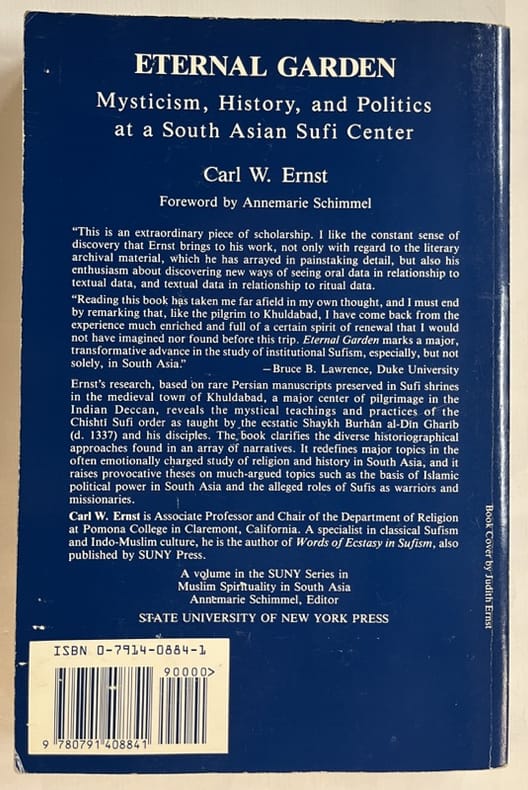 ETERNAL GARDEN
Mysticism, History, and Politics
at a South Asian Sufi Center
Carl W. Ernst
Foreword by Annemarie Schimmel
“This is an extraordinary piece of scholarship. I like the constant sense of
discovery that Ernst brings to his work, not only with regard to the literary
archival material, which he has arrayed in painstaking detail, but also his
enthusiasm about discovering new ways of seeing oral data in relationship to
textual data, and textual data in relationship to ritual data.
“Reading this book has taken me far afield in my own thought, and I must end
by remarking that, like the pilgrim to Khuldabad, I have come back from the
experience much enriched and full of a certain spirit of renewal that I would
not have imagined nor found before this trip. Eternal Garden marks a major,
transformative advance in the study of institutional Sufism, especially, but not
solely, in South Asia.”
—Bruce B. Lawrence, Duke University
Ernst's research, based on rare Persian manuscripts preserved in Sufi shrines
in the medieval town of Khuldabad, a major center of pilgrimage in the
Indian Deccan, reveals the mystical teachings and practices of the
Chishtī Sufi order as taught by the ecstatic Shaykh Burhān al-Dīn Gharīb
(d. 1337) and his disciples. The book clarifies the diverse historiographical
approaches found in an array of narratives. It redefines major topics in the
often emotionally charged study of religion and history in South Asia, and it
raises provocative theses on much-argued topics such as the basis of Islamic
political power in South Asia and the alleged roles of Sufis as warriors and
missionaries.
Carl W. Ernst is Associate Professor and Chair of the Department of Religion
at Pomona College in Claremont, California. A specialist in classical Sufism
and Indo-Muslim culture, he is the author of Words of Ecstasy in Sufism, also
published by SUNY Press.
A volume in the SUNY Series in
Muslim Spirituality in South Asia
Annemarie Schimmel, Editor
STATE UNIVERSITY OF NEW YORK PRESS
Book Cover by Judith Ernst
ISBN 0-7914-0884-1
90000>
9 780791 408841